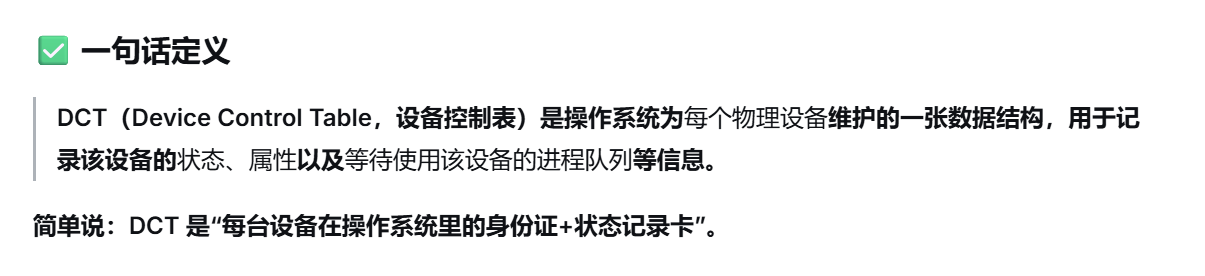 ✅ 一句话定义
DCT（Device Control Table，设备控制表）是操作系统为每个物理设备维护的一张数据结构，用于记
录该设备的状态、属性以及等待使用该设备的进程队列等信息。
简单说：DCT 是“每台设备在操作系统里的身份证+状态记录卡”。